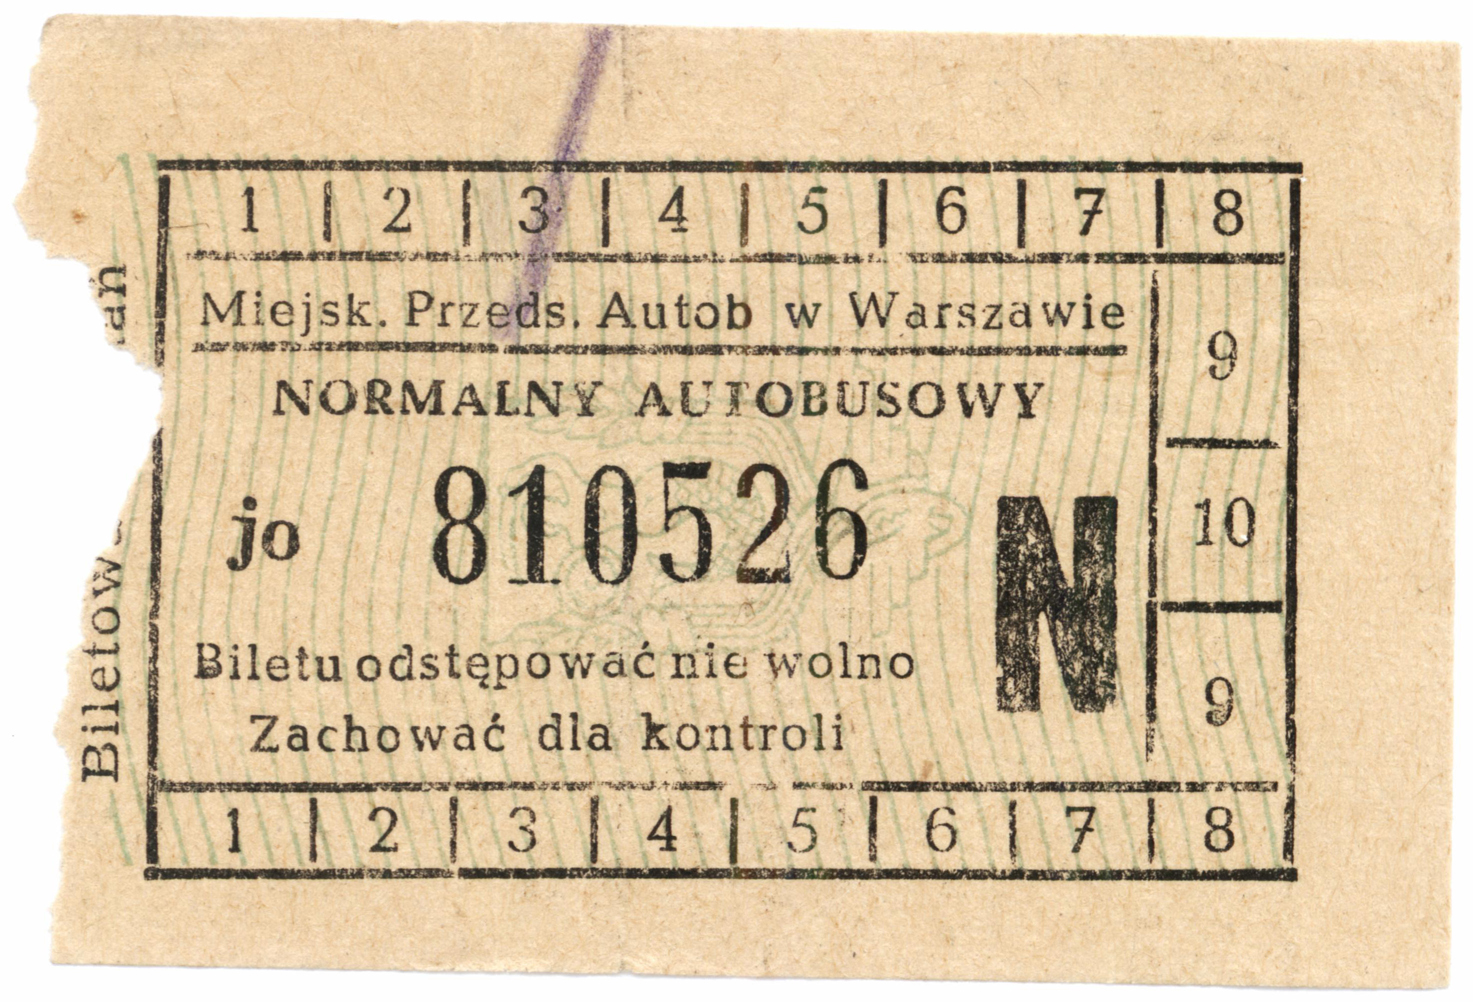 1 | 2 | 3 | 4 | 5 | 6 | 7 | 8
Miejsk. Przeds. Autob w Warszawie
9
NORMALNY AUTOBUSOWY
jo 810526 N
10
Biletu odstępować nie wolno
9
Zachować dla kontroli
1 | 2 | 3 | 4 | 5 | 6 | 7 | 8